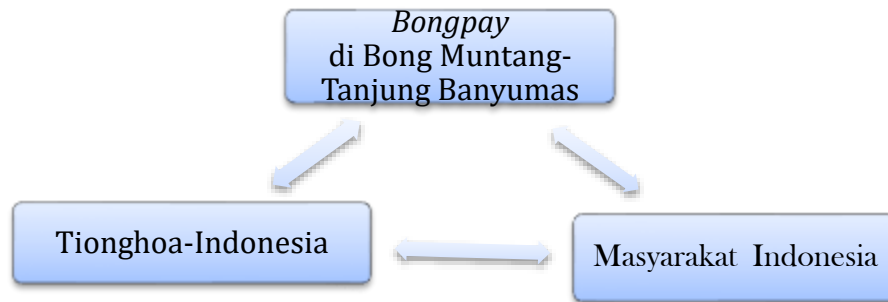 Bongpay
di Bong Muntang-
Tanjung Banyumas
Tionghoa-Indonesia
Masyarakat Indonesia